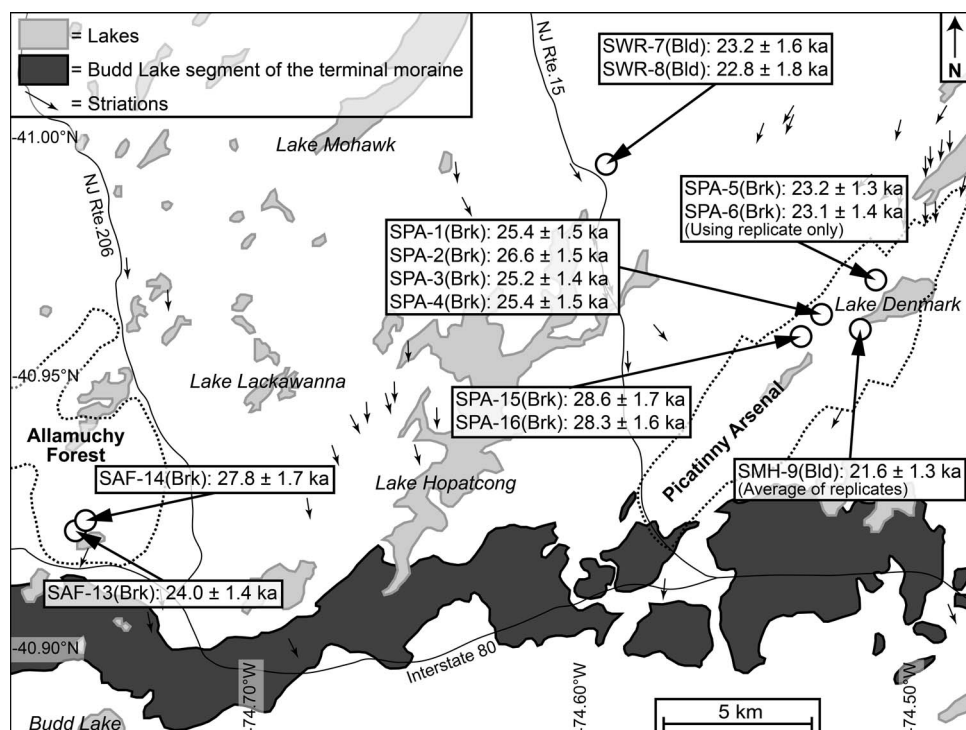 = Lakes
= Budd Lake segment of the terminal moraine
= Striations
NJ Rte.15
SWR-7(Bld): 23.2 ± 1.6 ka
SWR-8(Bld): 22.8 ± 1.8 ka
N
41.00°N
Lake Mohawk
NJ Rte.206
SPA-5(Brk): 23.2 ± 1.3 ka
SPA-6(Brk): 23.1 ± 1.4 ka
(Using replicate only)
SPA-1(Brk): 25.4 ± 1.5 ka
SPA-2(Brk): 26.6 ± 1.5 ka
SPA-3(Brk): 25.2 ± 1.4 ka
SPA-4(Brk): 25.4 ± 1.5 ka
Lake Denmark
40.95°N
Lake Lackawanna
SPA-15(Brk): 28.6 ± 1.7 ka
SPA-16(Brk): 28.3 ± 1.6 ka
Picatinny Arsenal
Allamuchy
Forest
SAF-14(Brk): 27.8 ± 1.7 ka
Lake Hopatcong
SMH-9(Bld): 21.6 ± 1.3 ka
(Average of replicates)
SAF-13(Brk): 24.0 ± 1.4 ka
40.90°N
Interstate 80
-74.70°W
-74.60°W
-74.50°W
Budd Lake
5 km